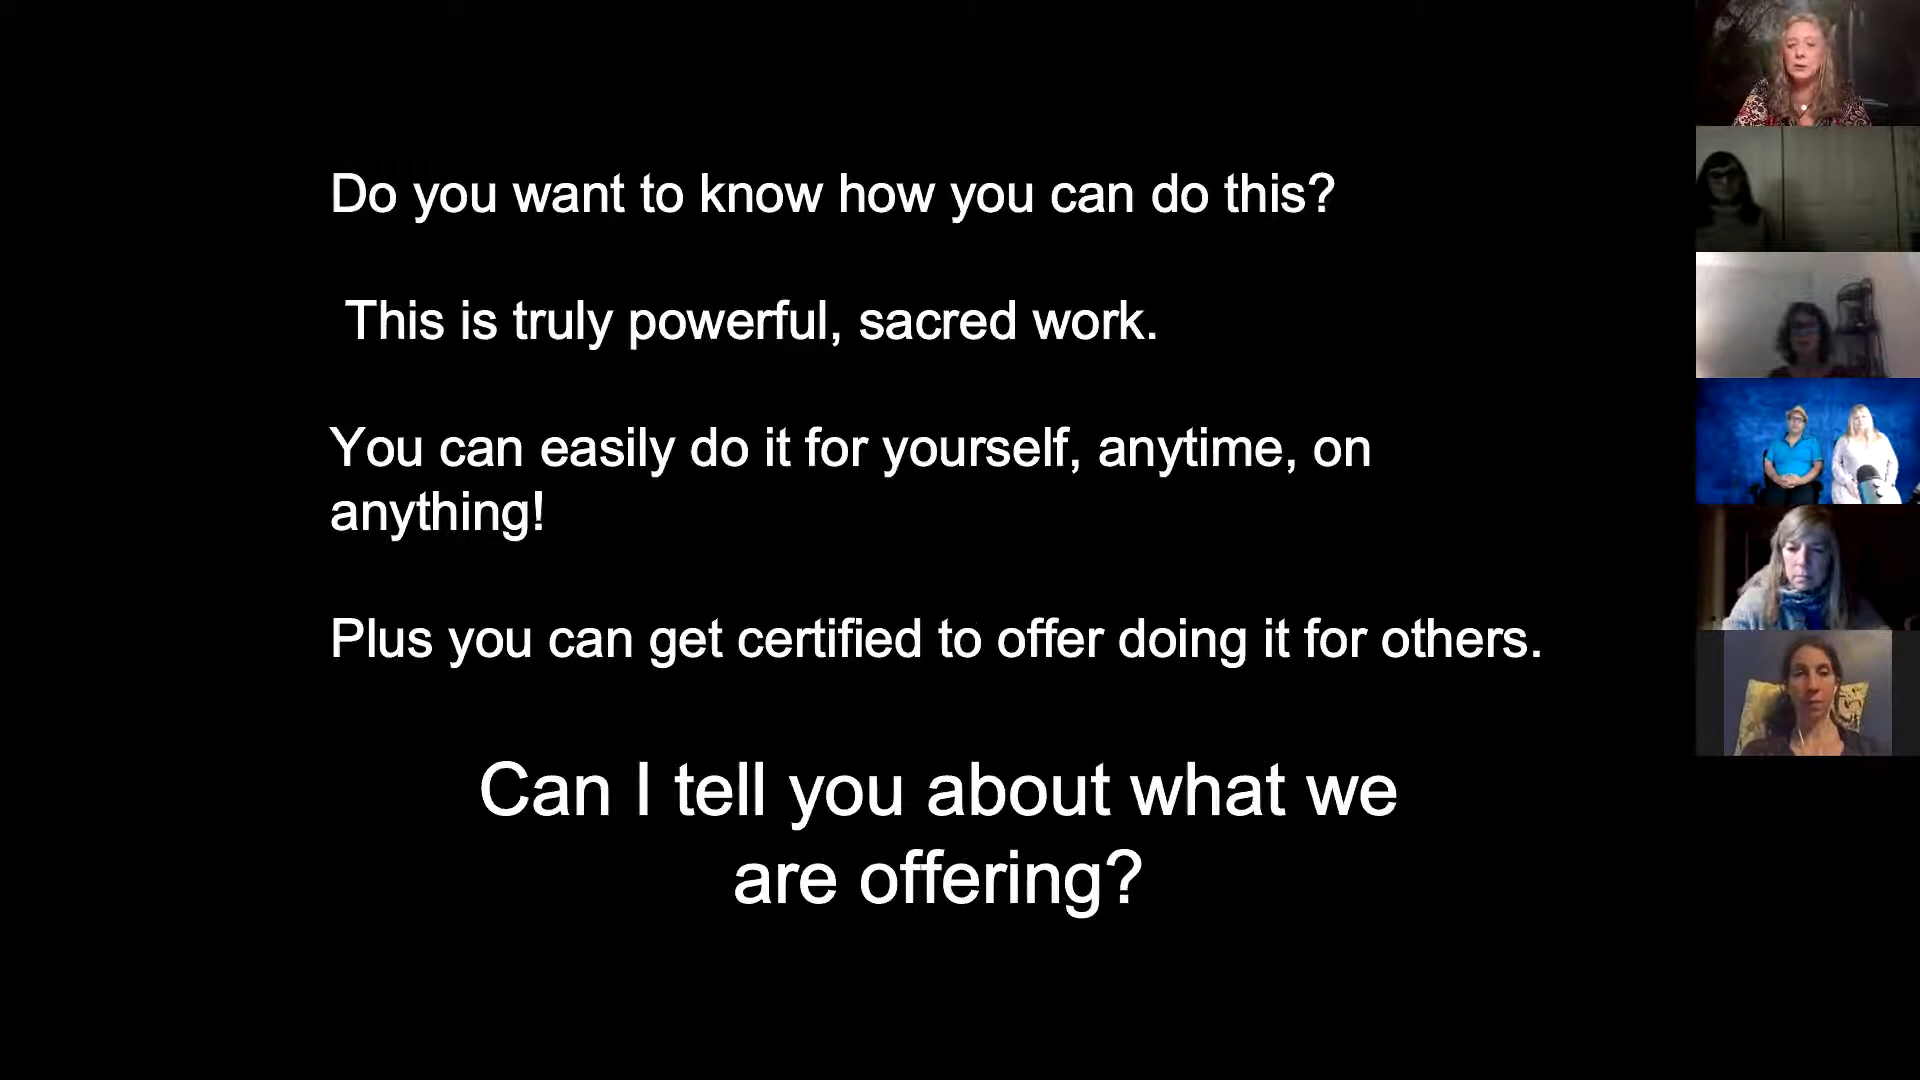 Do you want to know how you can do this?
This is truly powerful, sacred work.
You can easily do it for yourself, anytime, on
anything!
Plus you can get certified to offer doing it for others.
Can I tell you about what we
are offering?